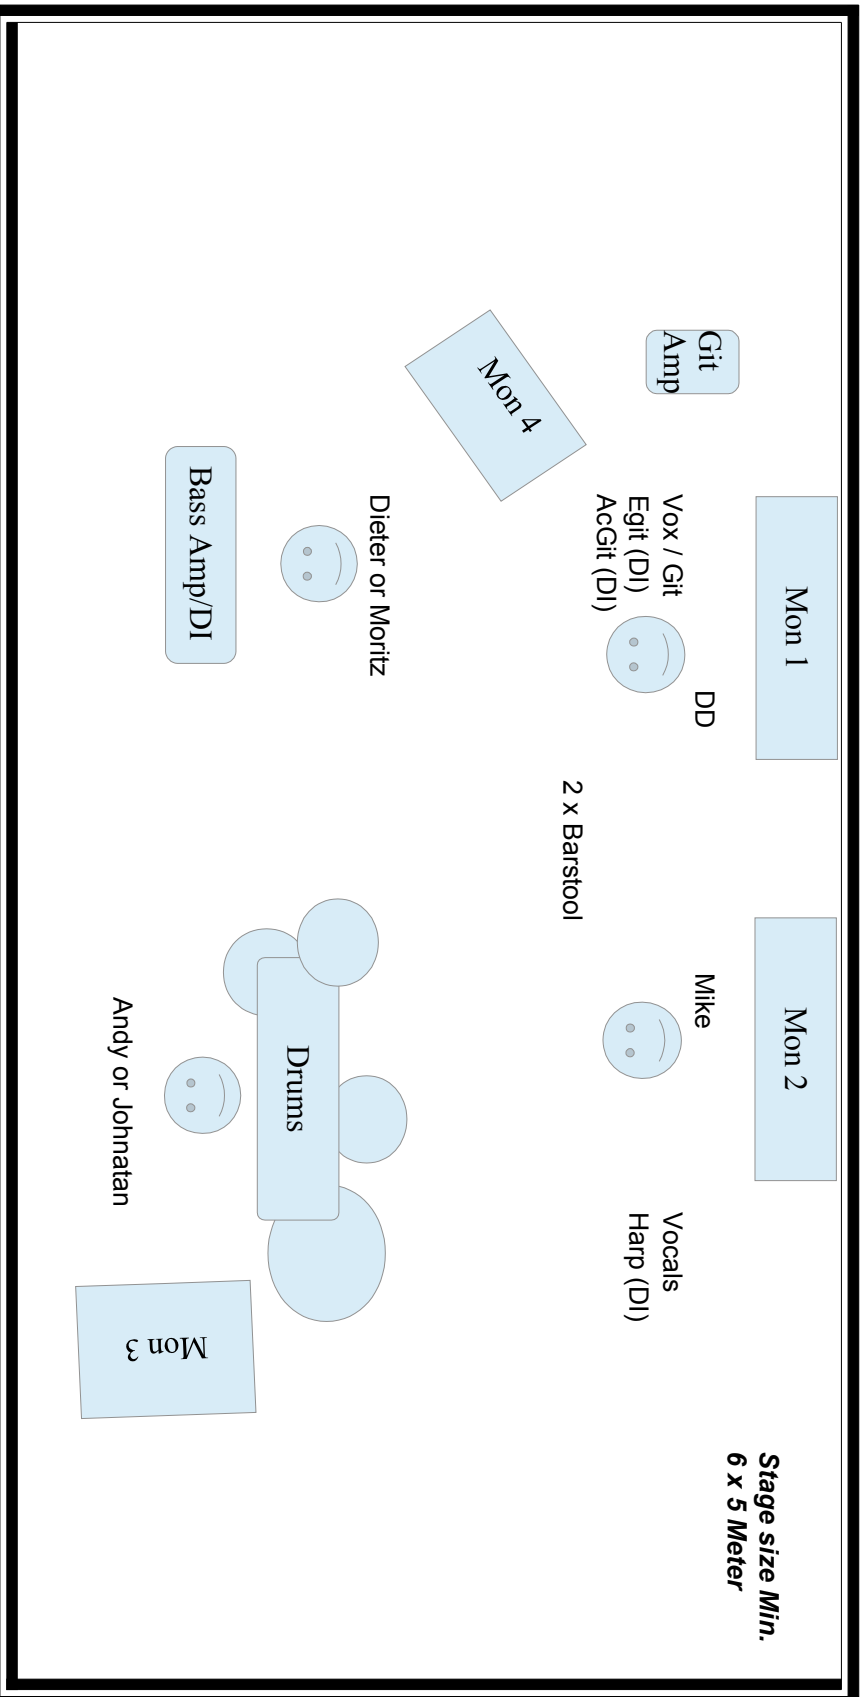 Mon 1
Mon 2
Stage size Min.
6 x 5 Meter
Git
Amp
DD
Mike
Vox / Git
Egit (DI)
AcGit (DI)
Vocals
Harp (DI)
2 x Barstool
Mon 4
Dieter or Moritz
Drums
Bass Amp/DI
Mon 3
Andy or Johnatan